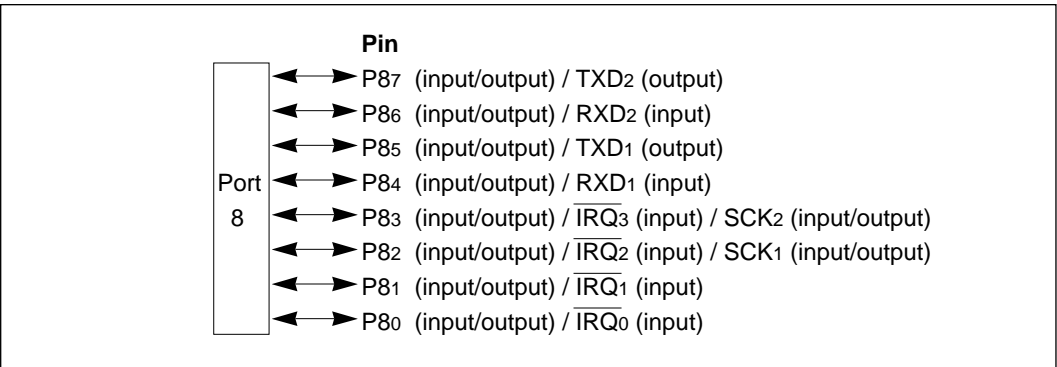 Pin
P87 (input/output) / TXD2 (output)
P86 (input/output) / RXD2 (input)
P85 (input/output) / TXD1 (output)
Port
P84 (input/output) / RXD1 (input)
8
P83 (input/output) / IRQ3 (input) / SCK2 (input/output)
P82 (input/output) / IRQ2 (input) / SCK1 (input/output)
P81 (input/output) / IRQ1 (input)
P80 (input/output) / IRQ0 (input)